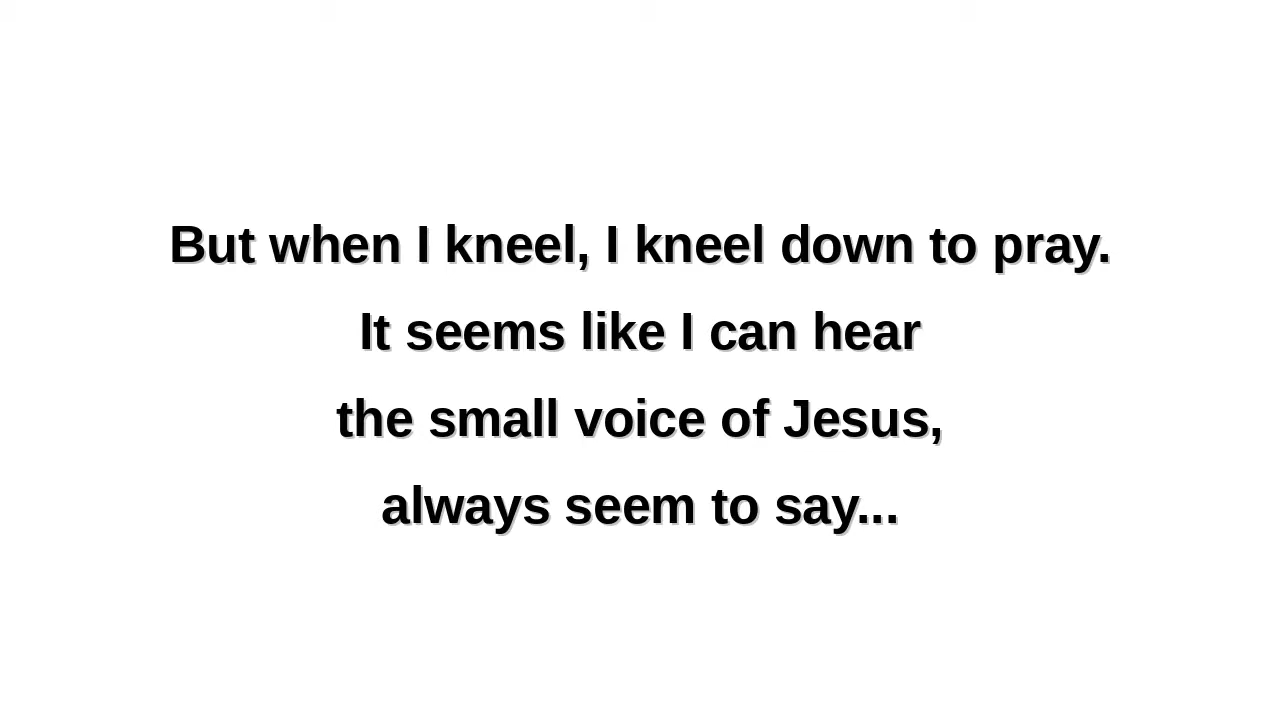 But when I kneel, I kneel down to pray.
It seems like I can hear
the small voice of Jesus,
always seem to say...